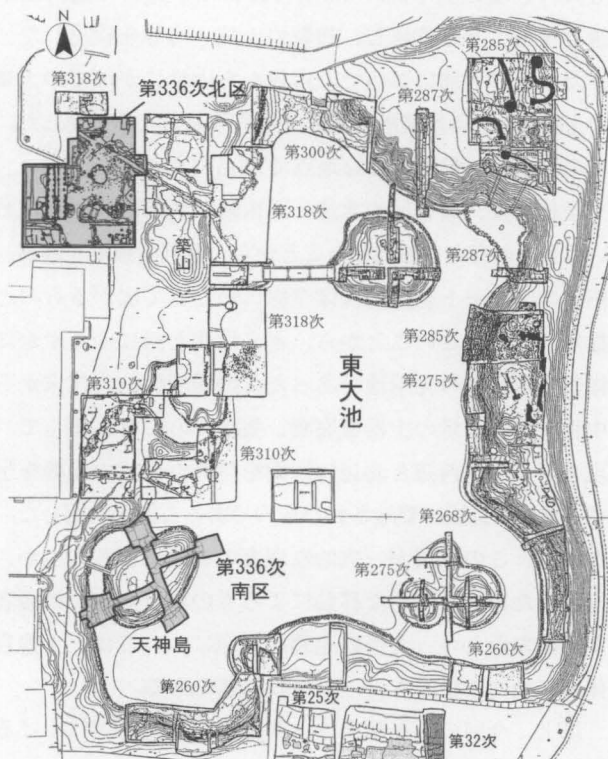 N
第318次
第336次北区
第285次
第287次
第300次
第318次
築山
第287次
第318次
東大池
第285次
第275次
第310次
第310次
第268次
第336次
南区
第275次
天神島
第260次
第260次
第25次
第32次